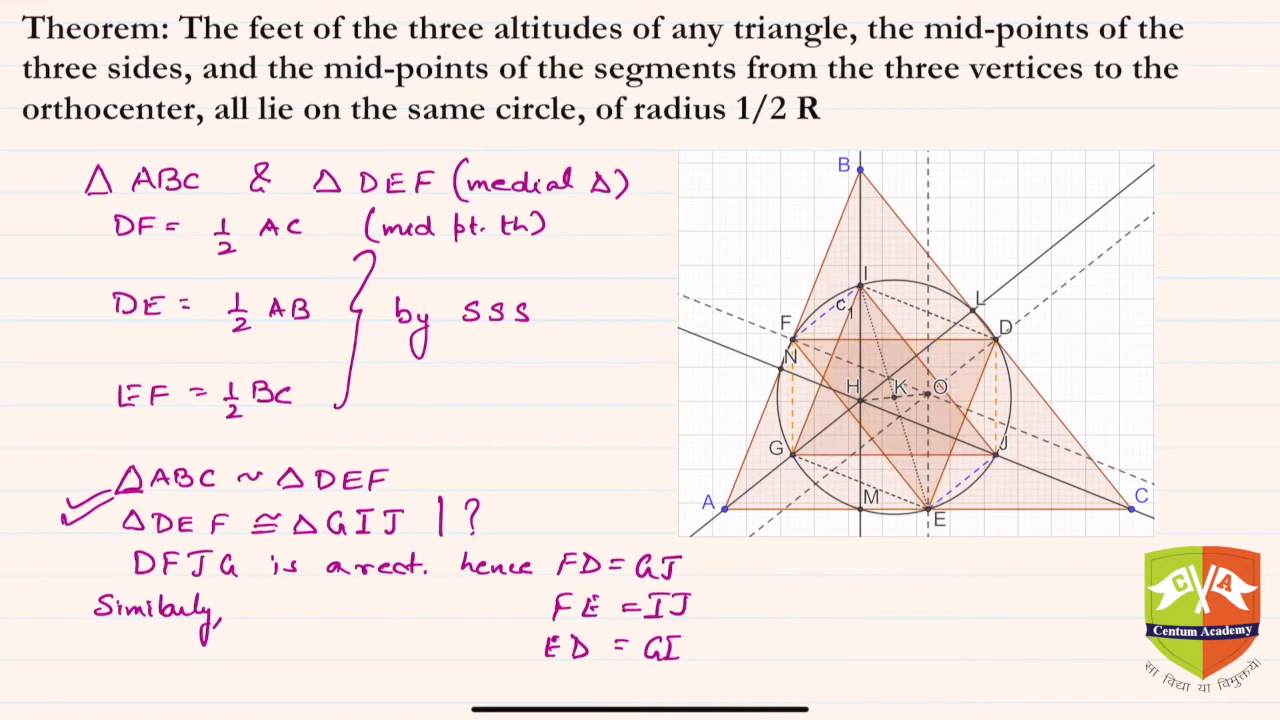 Theorem: The feet of the three altitudes of any triangle, the mid-points of the
three sides, and the mid-points of the segments from the three vertices to the
orthocenter, all lie on the same circle, of radius 1/2 R
△ ABC & △ DEF (medial △)
DF = 1/2 AC (mid pt. th)
DE = 1/2 AB } by SSS
EF = 1/2 BC
△ABC ~ △DEF
△DEF ≅ △GIJ | ?
DFJG is a rect. hence FD = GJ
Similarly, FE = IJ
ED = GI
B
I
L
c₁
F
D
N
H
K
O
G
J
A
M
C
E
C A
Centum Academy
सा विद्या या विमुक्तये।